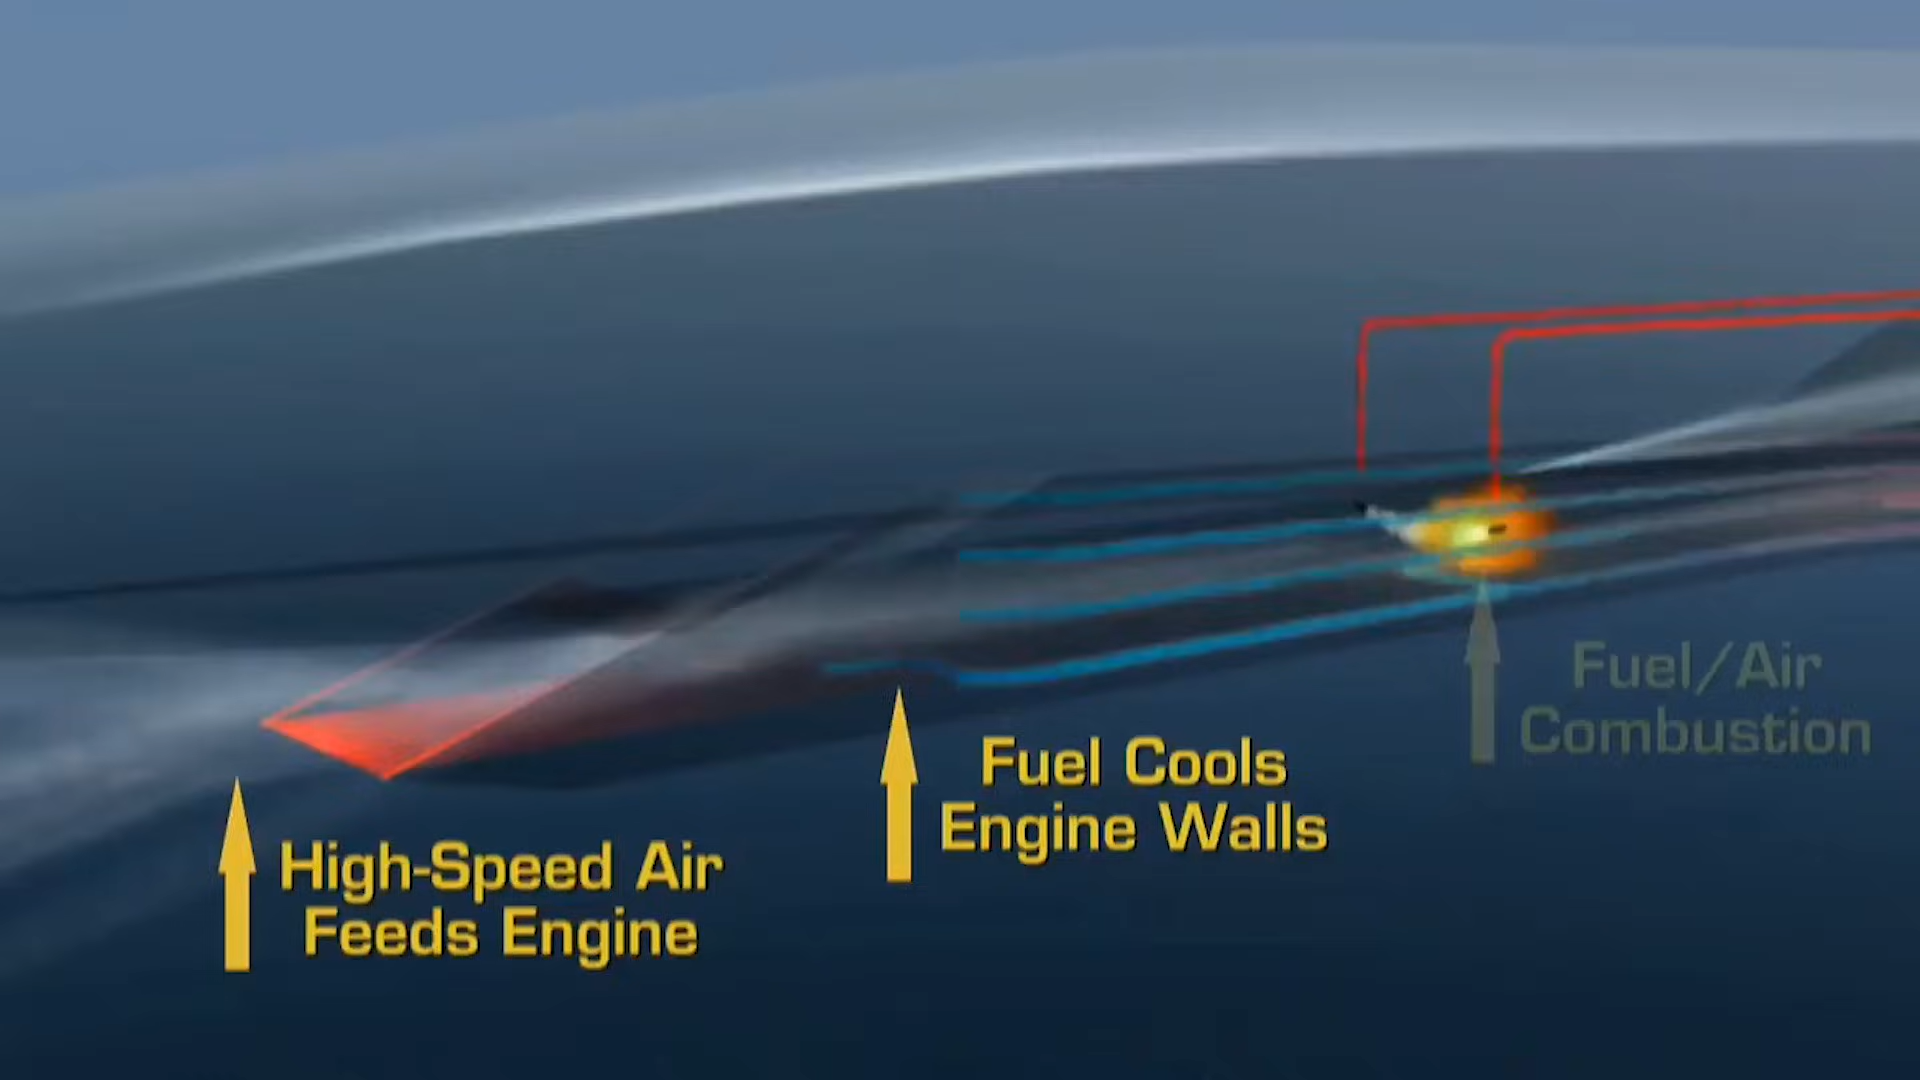 High-Speed Air
Feeds Engine
Fuel Cools
Engine Walls
Fuel/Air
Combustion